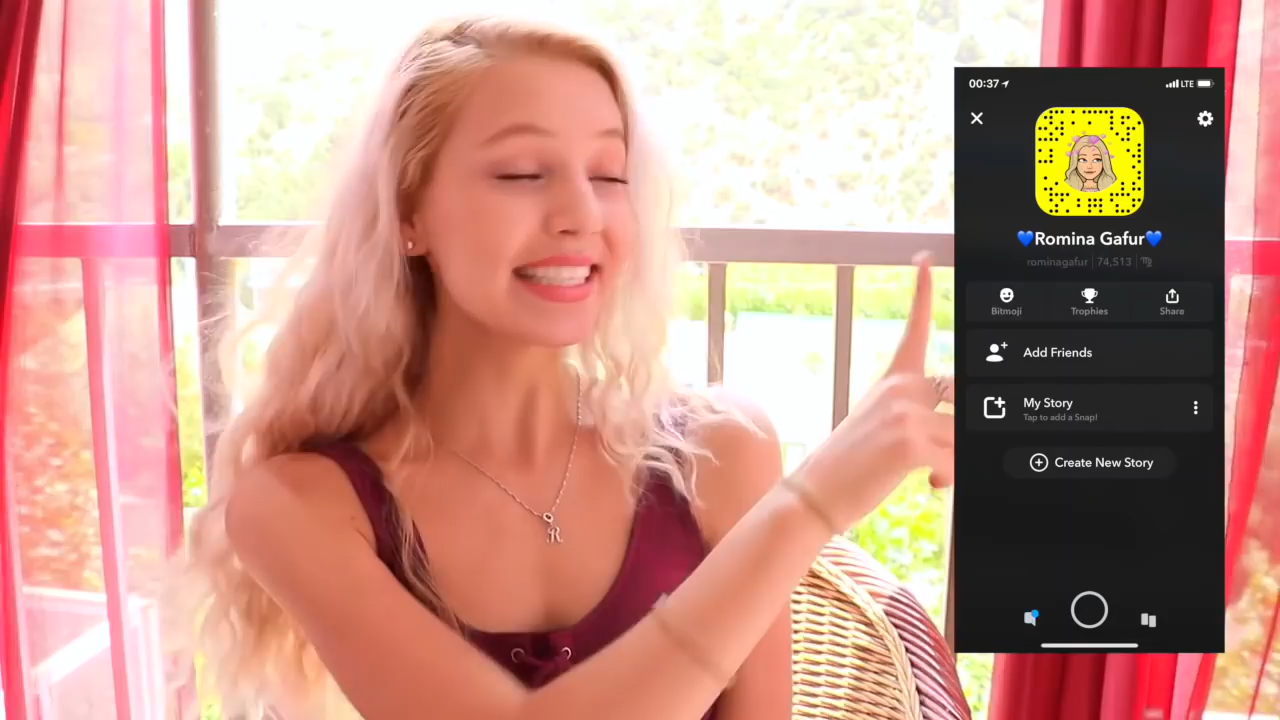 R
00:37 LTE
💙Romina Gafur💙
rominagafur | 74,513 | ♍
Bitmoji Trophies Share
Add Friends
My Story
Tap to add a Snap!
Create New Story